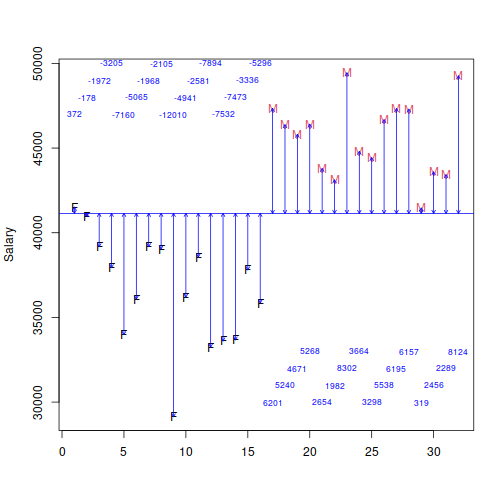 50000
-3205 -2105 -7894 -5296
-1972 -1968 -2581 -3336
-178 -5065 -4941 -7473
372 -7160 -12010 -7532
M M
M M M
M M M M
45000
M M M M M M
M
F M
F
Salary
40000
F F F
F F F
F F F
35000
F F F F
F
5268 3664 6157 8124
4671 8302 6195 2289
5240 1982 5538 2456
6201 2654 3298 319
30000
0 5 10 15 20 25 30